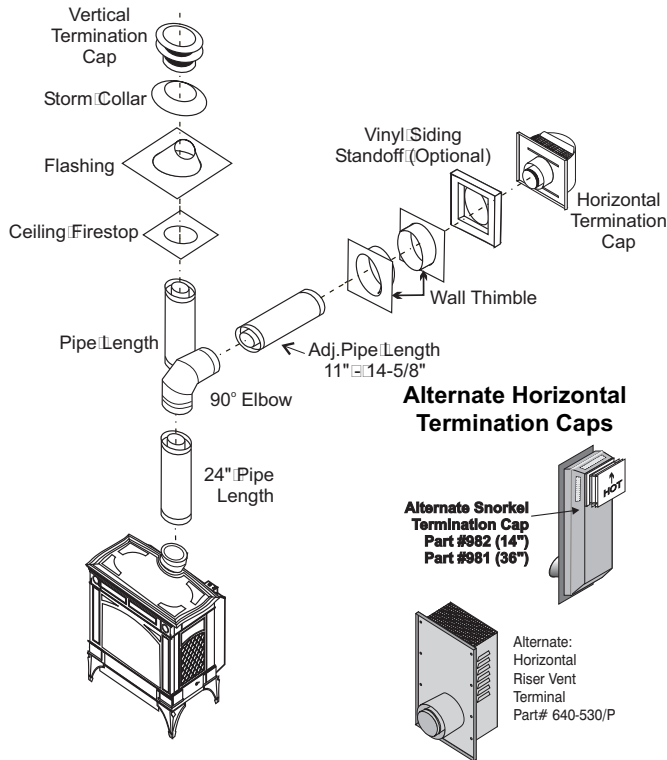 Vertical
Termination
Cap
Storm Collar
Flashing
Ceiling Firestop
Pipe Length
90° Elbow
24" Pipe
Length
Adj.Pipe Length
11" - 14-5/8"
Wall Thimble
Vinyl Siding
Standoff (Optional)
Horizontal
Termination
Cap
Alternate Horizontal
Termination Caps
HOT
Alternate Snorkel
Termination Cap
Part #982 (14")
Part #981 (36")
Alternate:
Horizontal
Riser Vent
Terminal
Part# 640-530/P